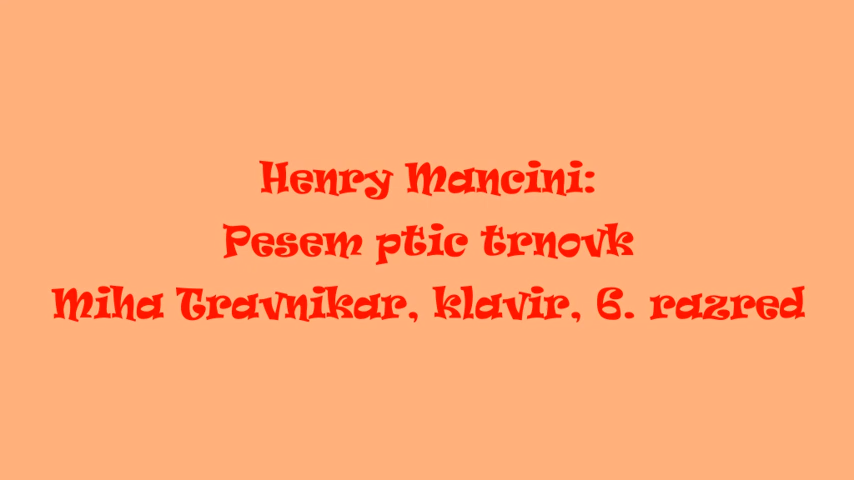 Henry Mancini:
Pesem ptic trnovk
Miha Travnikar, klavir, 6. razred